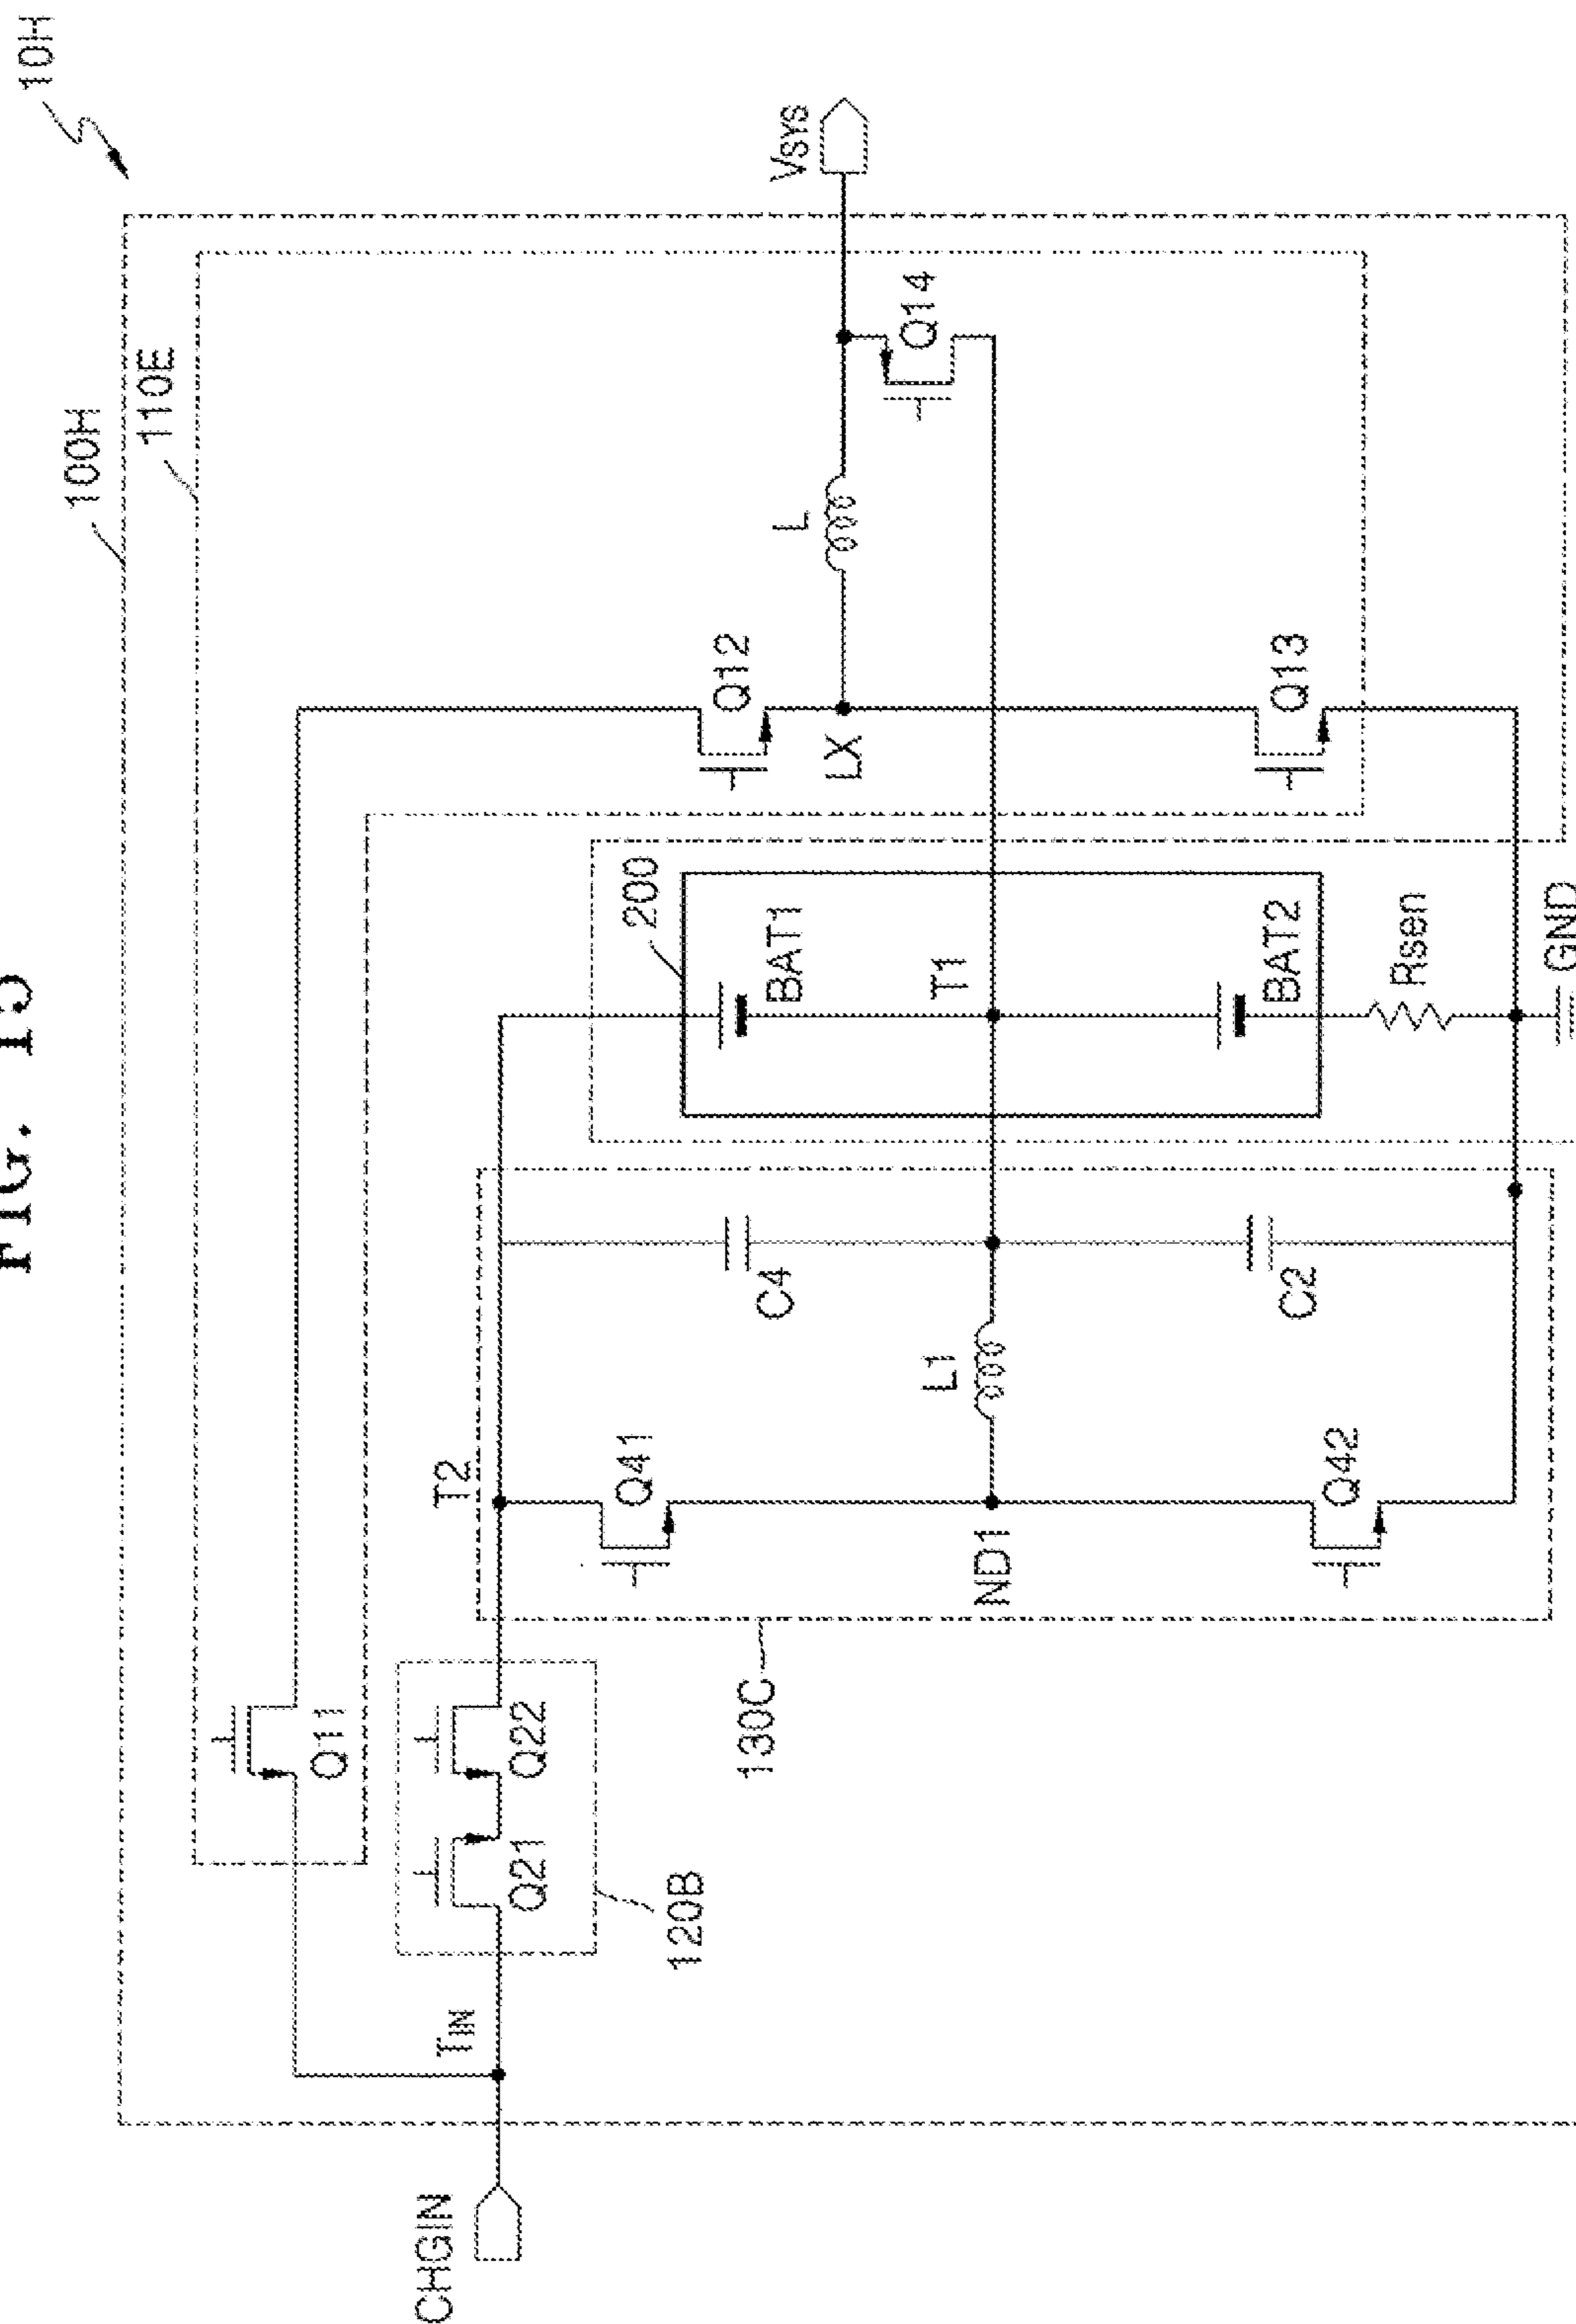 FIG. 15
10H
100H
110E
VSYS
Q14
L
Q12
LX
Q13
200
BAT1
T1
BAT2
Rsen
GND
C4
C2
L1
T2
Q41
ND1
Q42
130C
Q11
Q22
Q21
120B
TIN
CHGIN